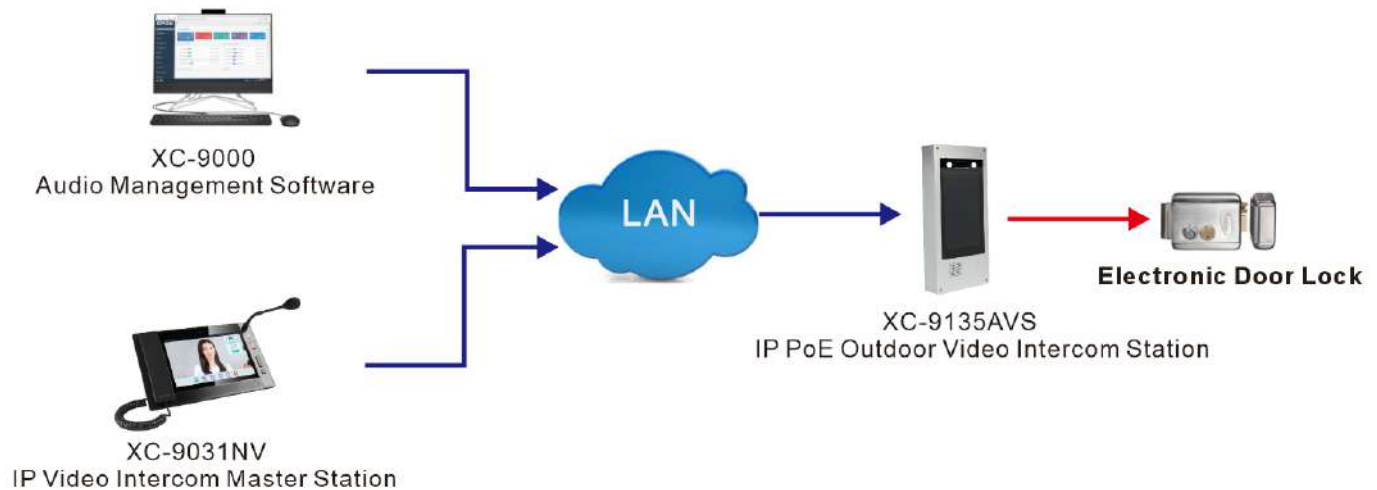 XC-9000
Audio Management Software
LAN
XC-9135AVS
IP PoE Outdoor Video Intercom Station
Electronic Door Lock
XC-9031NV
IP Video Intercom Master Station